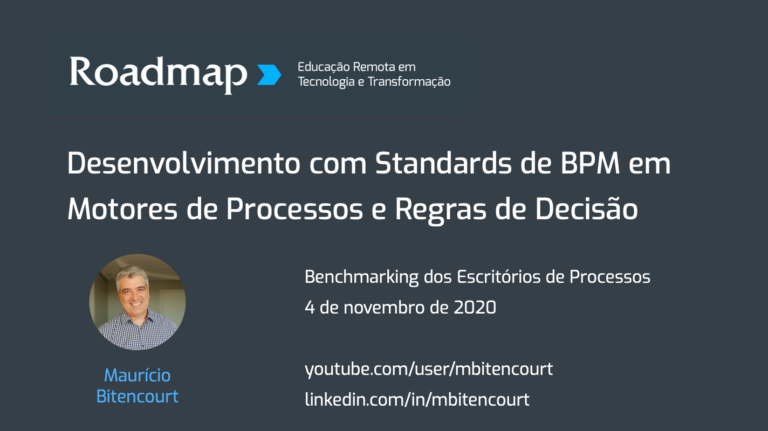 Roadmap
Educação Remota em
Tecnologia e Transformação
Desenvolvimento com Standards de BPM em
Motores de Processos e Regras de Decisão
Benchmarking dos Escritórios de Processos
4 de novembro de 2020
youtube.com/user/mbitencourt
linkedin.com/in/mbitencourt
Maurício
Bitencourt